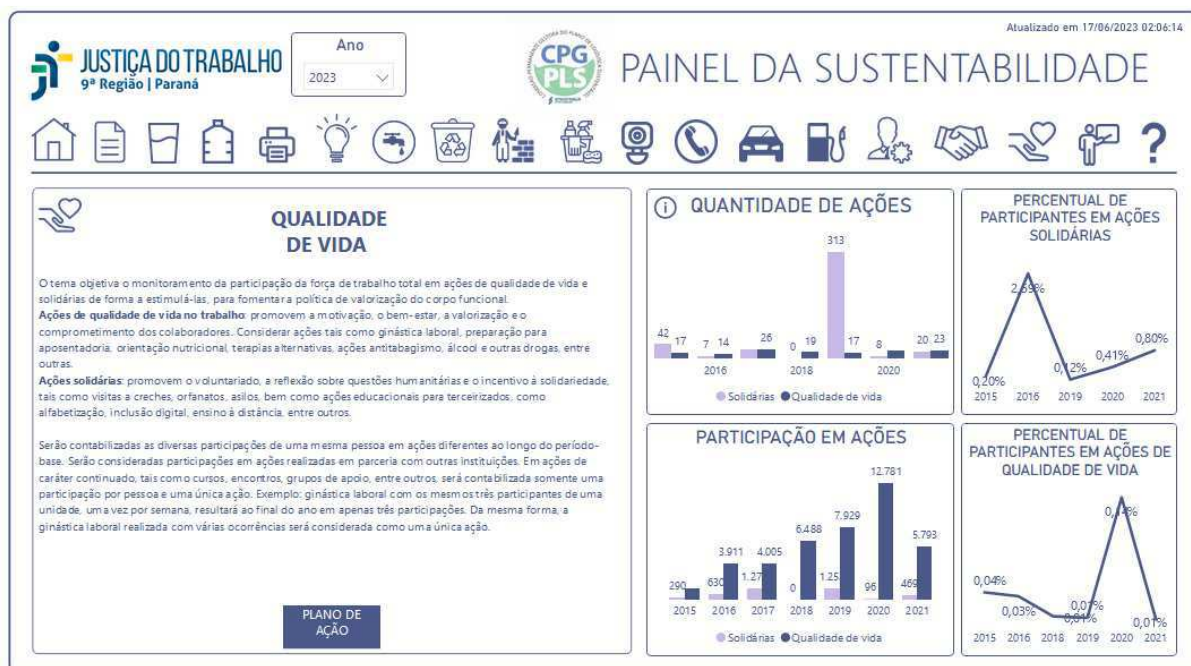 Atualizado em 17/06/2023 02:06:14
JUSTIÇA DO TRABALHO
9ª Região | Paraná
Ano
2023
CPG
PLS
PAINEL DA SUSTENTABILIDADE
?
QUALIDADE
DE VIDA
O tema objetiva o monitoramento da participação da força de trabalho total em ações de qualidade de vida e
solidárias de forma a estimulá-las, para fomentar a política de valorização do corpo funcional.
Ações de qualidade de vida no trabalho: promovem a motivação, o bem-estar, a valorização e o
comprometimento dos colaboradores. Considerar ações tais como ginástica laboral, preparação para
aposentadoria, orientação nutricional, terapias alternativas, ações antitabagismo, álcool e outras drogas, entre
outras.
Ações solidárias: promovem o voluntariado, a reflexão sobre questões humanitárias e o incentivo à solidariedade,
tais como visitas a creches, orfanatos, asilos, bem como ações educacionais para terceirizados, como
alfabetização, inclusão digital, ensino à distância, entre outros.
Serão contabilizadas as diversas participações de uma mesma pessoa em ações diferentes ao longo do período-
base. Serão consideradas participações em ações realizadas em parceria com outras instituições. Em ações de
caráter continuado, tais como cursos, encontros, grupos de apoio, entre outros, será contabilizada somente uma
participação por pessoa e uma única ação. Exemplo: ginástica laboral com os mesmos três participantes de uma
unidade, uma vez por semana, resultará ao final do ano em apenas três participações. Da mesma forma, a
ginástica laboral realizada com várias ocorrências será considerada como uma única ação.
PLANO DE
AÇÃO
QUANTIDADE DE AÇÕES
313
42 17 7 14 26 0 19 17 8 20 23
2016 2018 2020
Solidárias Qualidade de vida
PERCENTUAL DE
PARTICIPANTES EM AÇÕES
SOLIDÁRIAS
2,59%
0,80%
0,41%
0,12%
0,20%
2015 2016 2019 2020 2021
PARTICIPAÇÃO EM AÇÕES
12.781
7.929
6.488
5.793
3.911 4.005
290 630 0 96 469
2015 2016 2017 2018 2019 2020 2021
Solidárias Qualidade de vida
PERCENTUAL DE
PARTICIPANTES EM AÇÕES DE
QUALIDADE DE VIDA
0,14%
0,04%
0,03%
0,01%
0,01%
0,01%
2015 2016 2018 2019 2020 2021